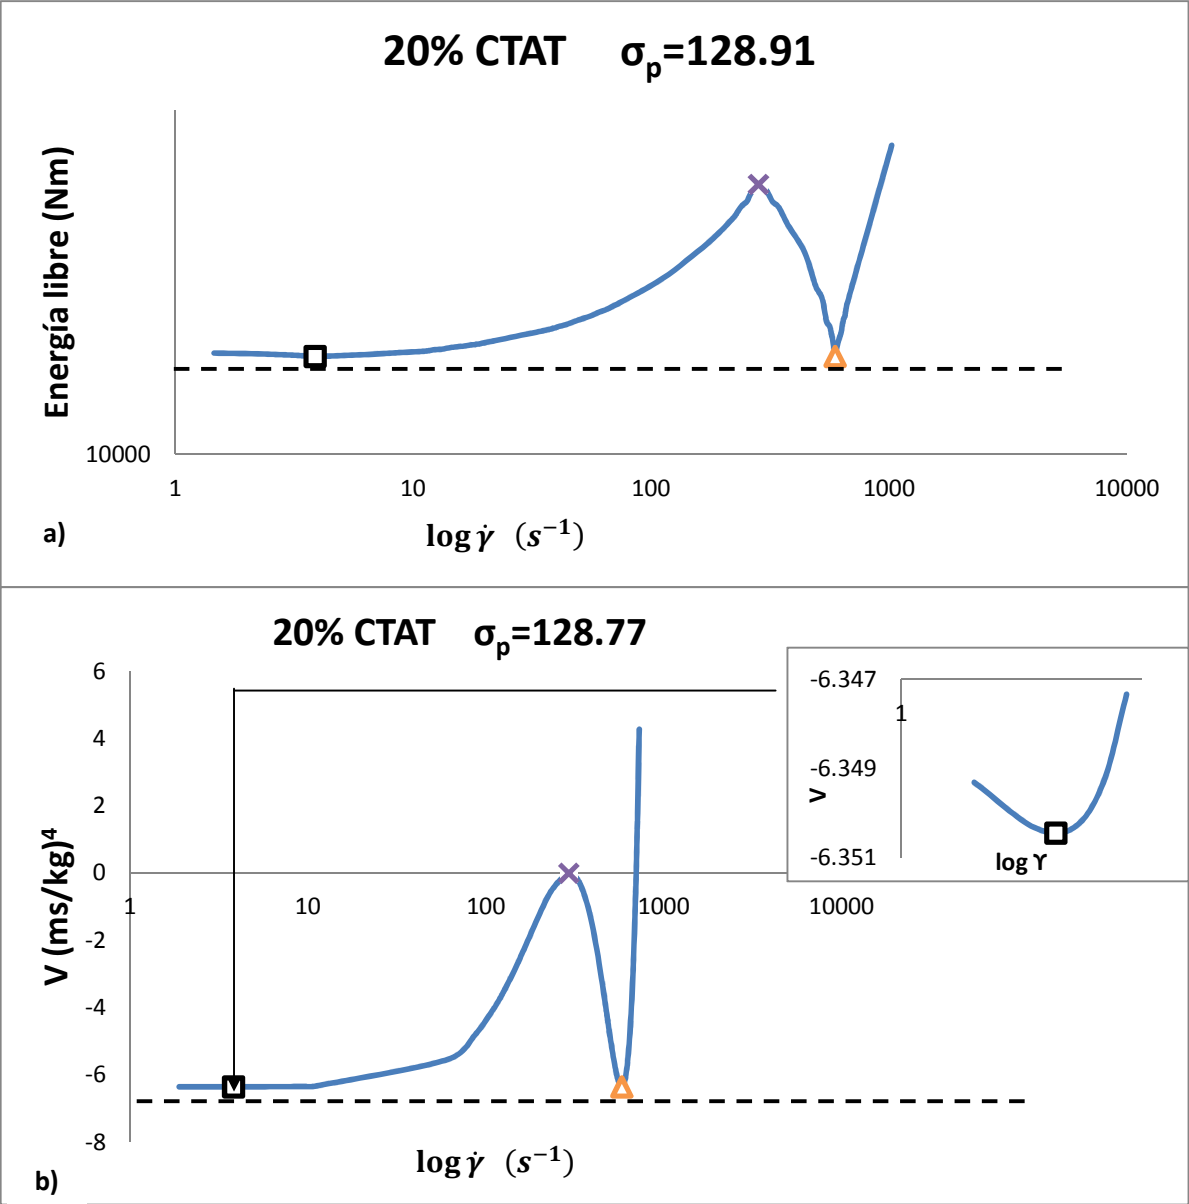 20% CTAT σp=128.91
Energía libre (Nm)
10000
1 10 100 1000 10000
log γ̇ (s⁻¹)
a)
20% CTAT σp=128.77
6
4
2
0
-2
-4
-6
-8
V (ms/kg)⁴
1 10 100 1000 10000
log γ̇ (s⁻¹)
b)
-6.347
1
-6.349
V
-6.351
log ϒ